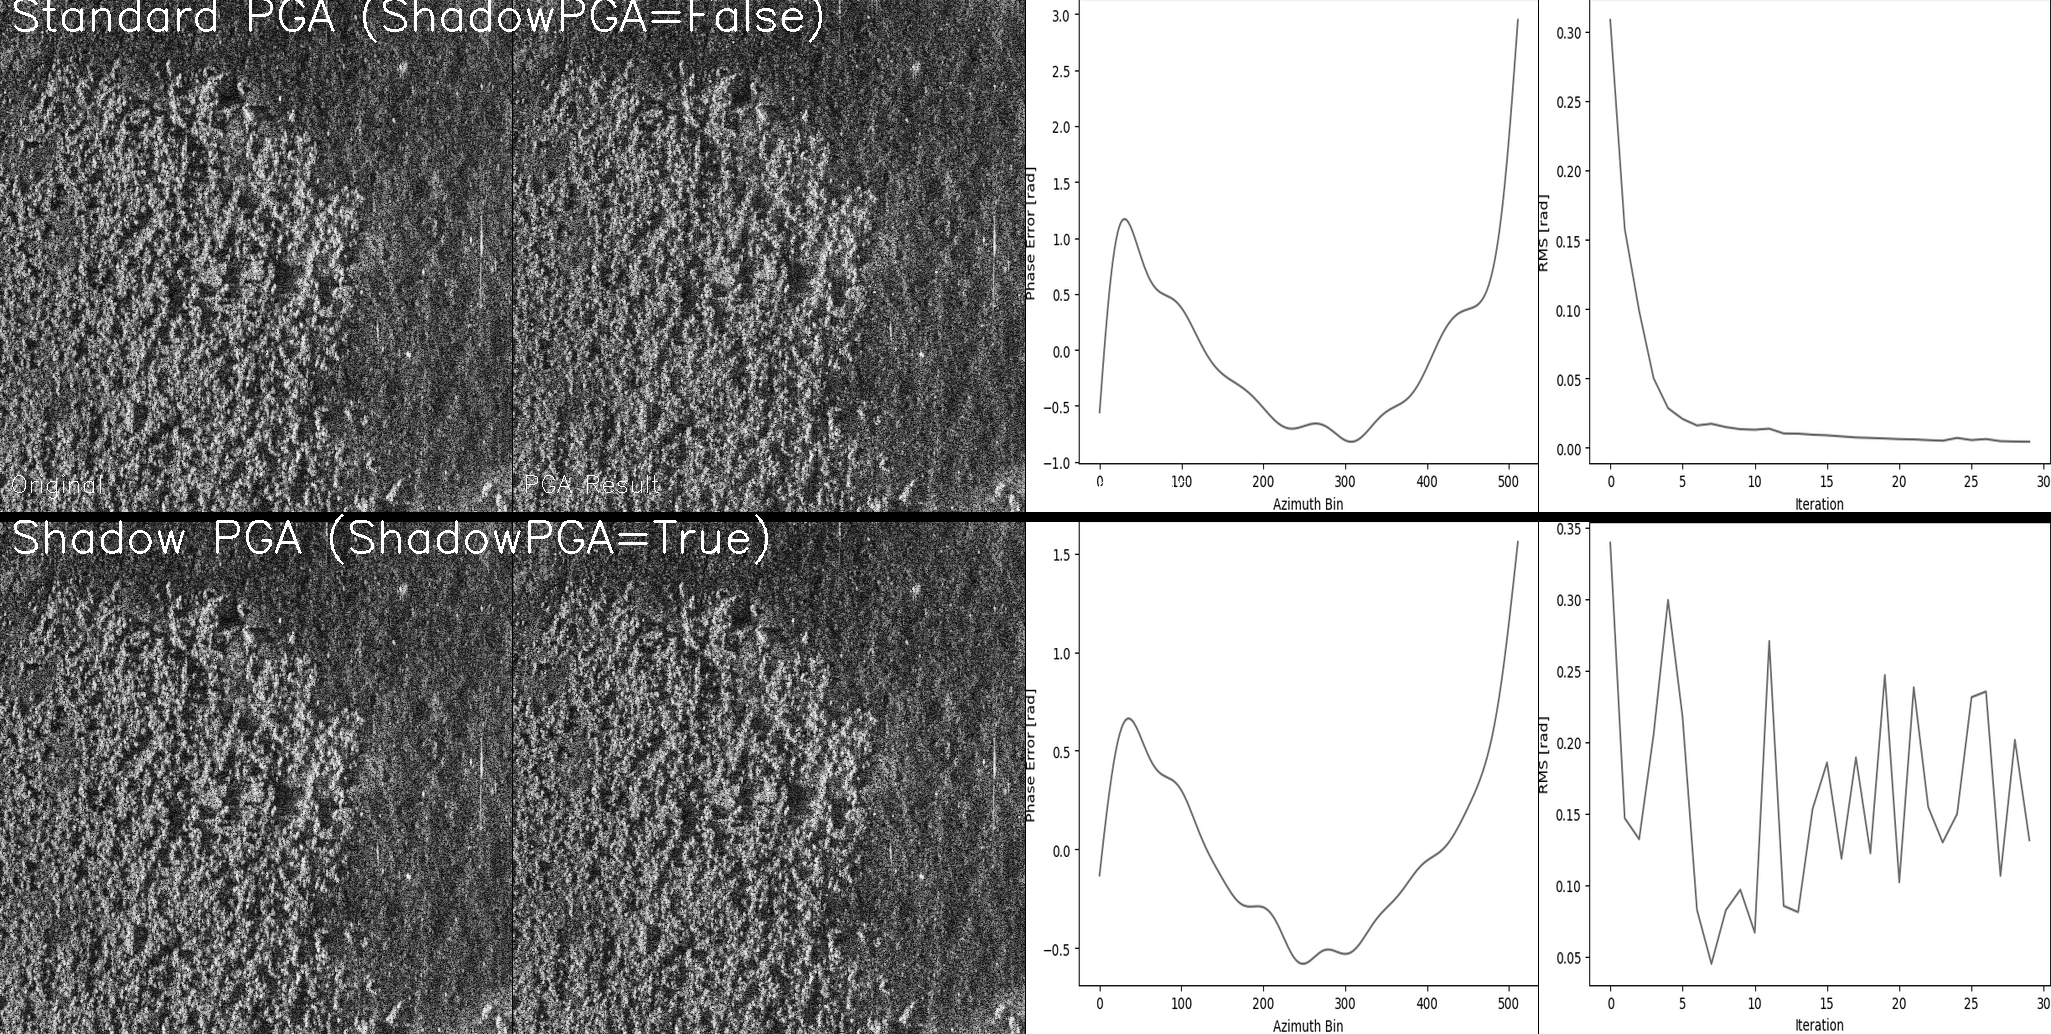 Standard PGA (ShadowPGA=False)
Original
PGA Result
3.0
2.5
2.0
1.5
1.0
0.5
0.0
−0.5
−1.0
Phase Error [rad]
0 100 200 300 400 500
Azimuth Bin
0.30
0.25
0.20
0.15
0.10
0.05
0.00
RMS [rad]
0 5 10 15 20 25 30
Iteration
Shadow PGA (ShadowPGA=True)
1.5
1.0
0.5
0.0
−0.5
Phase Error [rad]
0 100 200 300 400 500
Azimuth Bin
0.35
0.30
0.25
0.20
0.15
0.10
0.05
RMS [rad]
0 5 10 15 20 25 30
Iteration